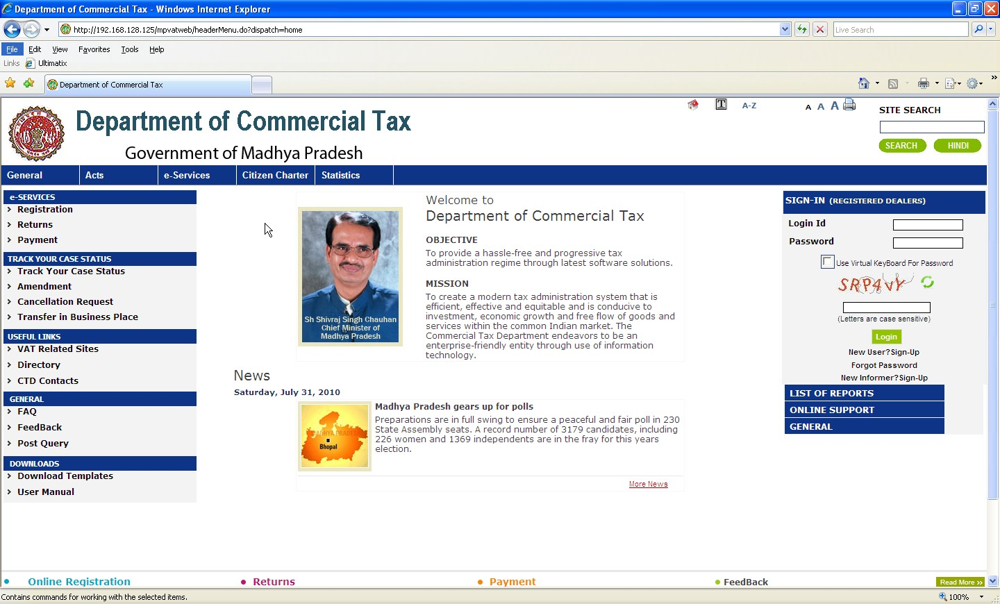 Department of Commercial Tax - Windows Internet Explorer
http://192.168.128.125/mpvatweb/headerMenu.do?dispatch=home
Live Search
File Edit View Favorites Tools Help
Links Ultimatix
Department of Commercial Tax
Department of Commercial Tax
Government of Madhya Pradesh
T A-Z A A A
SITE SEARCH
SEARCH HINDI
General Acts e-Services Citizen Charter Statistics
e-SERVICES
Registration
Returns
Payment
TRACK YOUR CASE STATUS
Track Your Case Status
Amendment
Cancellation Request
Transfer in Business Place
USEFUL LINKS
VAT Related Sites
Directory
CTD Contacts
GENERAL
FAQ
FeedBack
Post Query
DOWNLOADS
Download Templates
User Manual
Sh Shivraj Singh Chauhan
Chief Minister of
Madhya Pradesh
Welcome to
Department of Commercial Tax
OBJECTIVE
To provide a hassle-free and progressive tax
administration regime through latest software solutions.
MISSION
To create a modern tax administration system that is
efficient, effective and equitable and is conducive to
investment, economic growth and free flow of goods and
services within the common Indian market. The
Commercial Tax Department endeavors to be an
enterprise-friendly entity through use of information
technology.
News
Saturday, July 31, 2010
MADHYA PRADESH
Bhopal
Madhya Pradesh gears up for polls
Preparations are in full swing to ensure a peaceful and fair poll in 230
State Assembly seats. A record number of 3179 candidates, including
226 women and 1369 independents are in the fray for this years
election.
More News
SIGN-IN (REGISTERED DEALERS)
Login Id
Password
Use Virtual KeyBoard For Password
SRP4VY
(Letters are case sensitive)
Login
New User?Sign-Up
Forgot Password
New Informer?Sign-Up
LIST OF REPORTS
ONLINE SUPPORT
GENERAL
Online Registration Returns Payment FeedBack Read More >>
Contains commands for working with the selected items.
100%